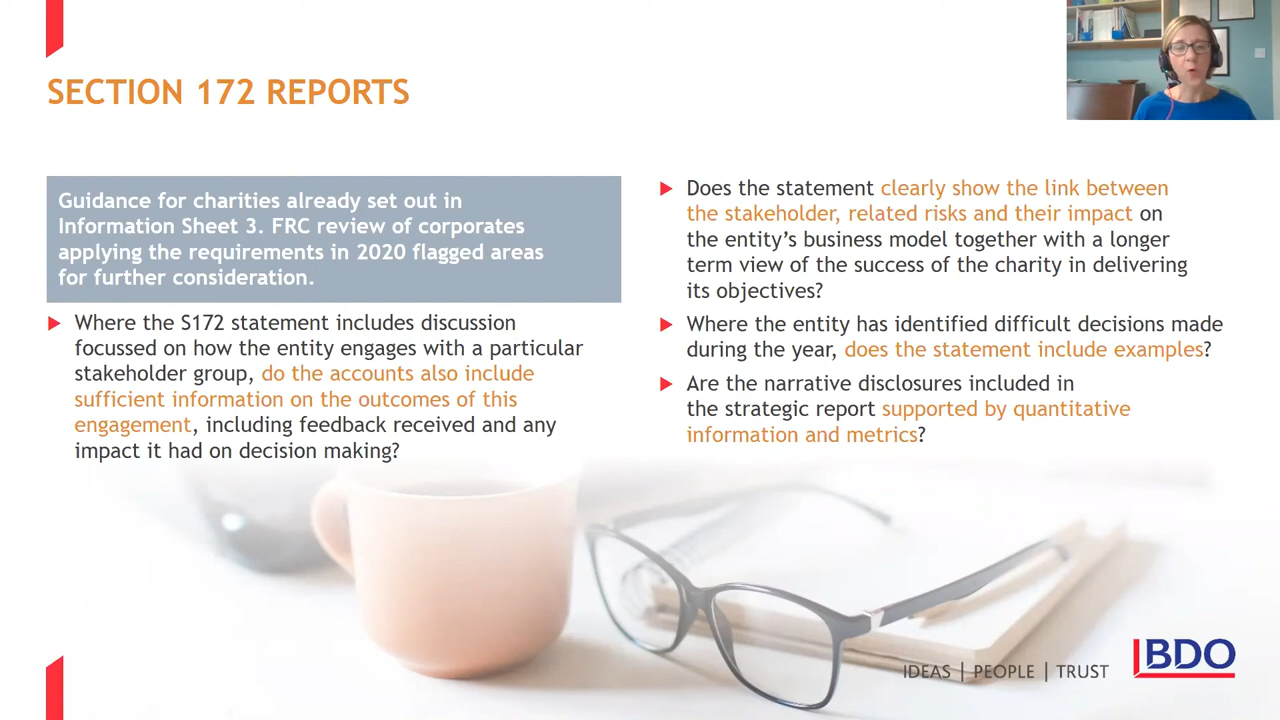 SECTION 172 REPORTS
Guidance for charities already set out in
Information Sheet 3. FRC review of corporates
applying the requirements in 2020 flagged areas
for further consideration.
Where the S172 statement includes discussion
focussed on how the entity engages with a particular
stakeholder group, do the accounts also include
sufficient information on the outcomes of this
engagement, including feedback received and any
impact it had on decision making?
Does the statement clearly show the link between
the stakeholder, related risks and their impact on
the entity's business model together with a longer
term view of the success of the charity in delivering
its objectives?
Where the entity has identified difficult decisions made
during the year, does the statement include examples?
Are the narrative disclosures included in
the strategic report supported by quantitative
information and metrics?
IDEAS | PEOPLE | TRUST
BDO